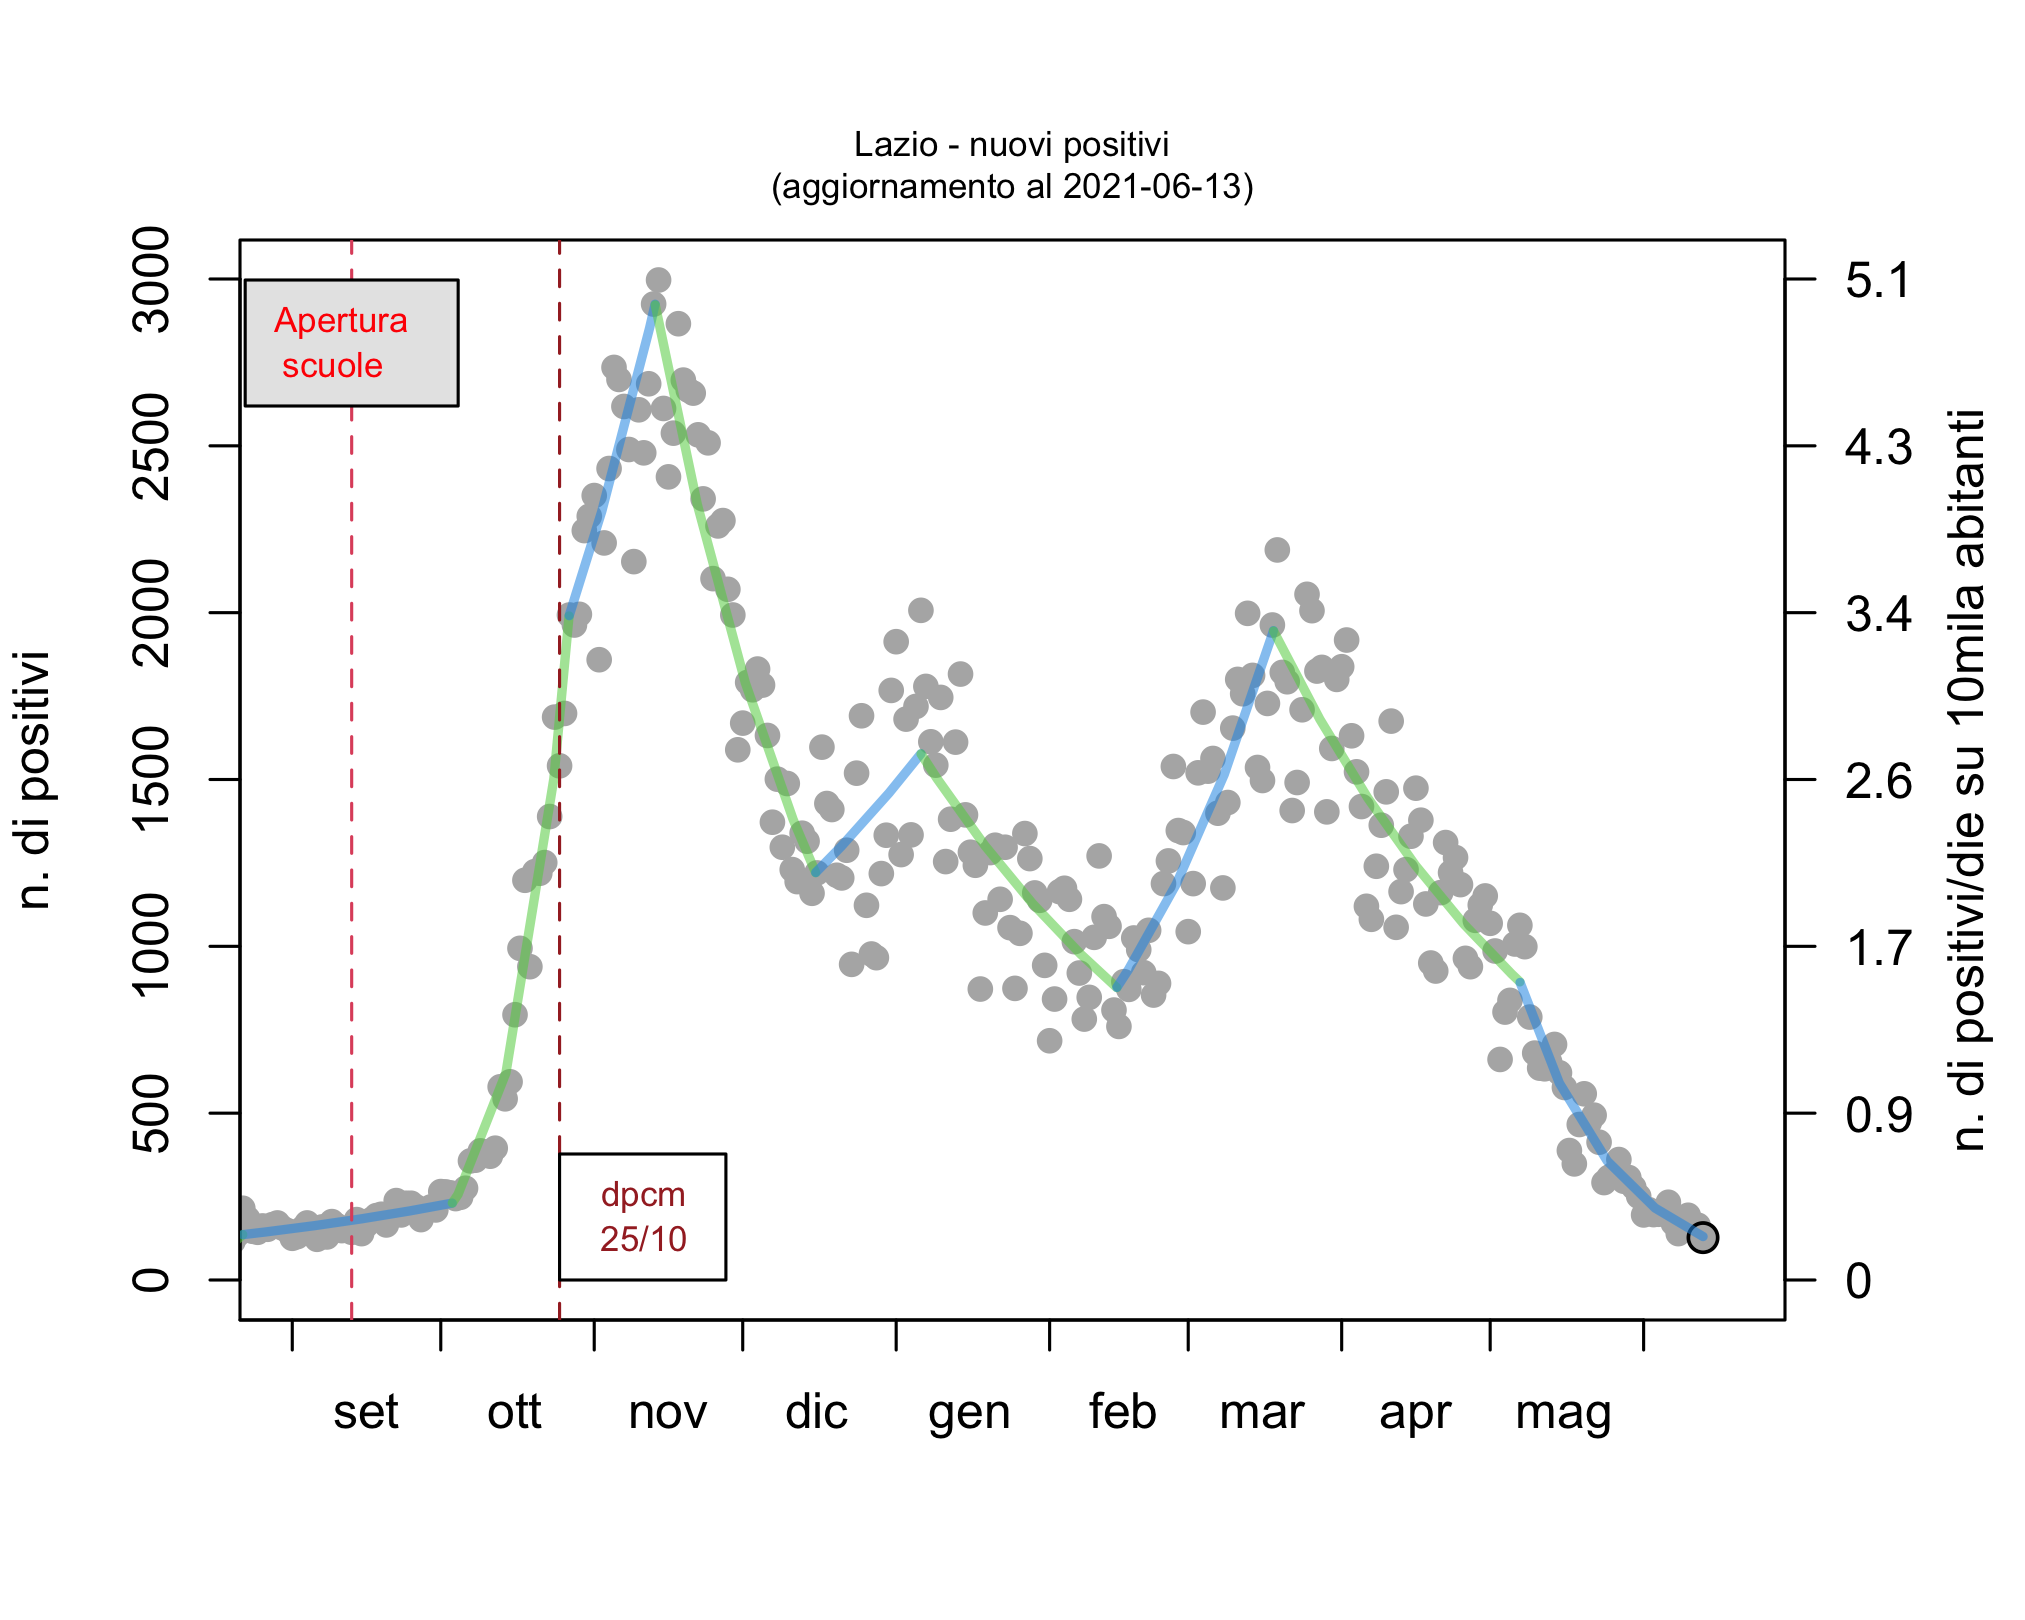 Lazio - nuovi positivi
(aggiornamento al 2021-06-13)
n. di positivi
3000
2500
2000
1500
1000
500
0
Apertura
scuole
dpcm
25/10
5.1
4.3
3.4
2.6
1.7
0.9
0
n. di positivi/die su 10mila abitanti
set ott nov dic gen feb mar apr mag